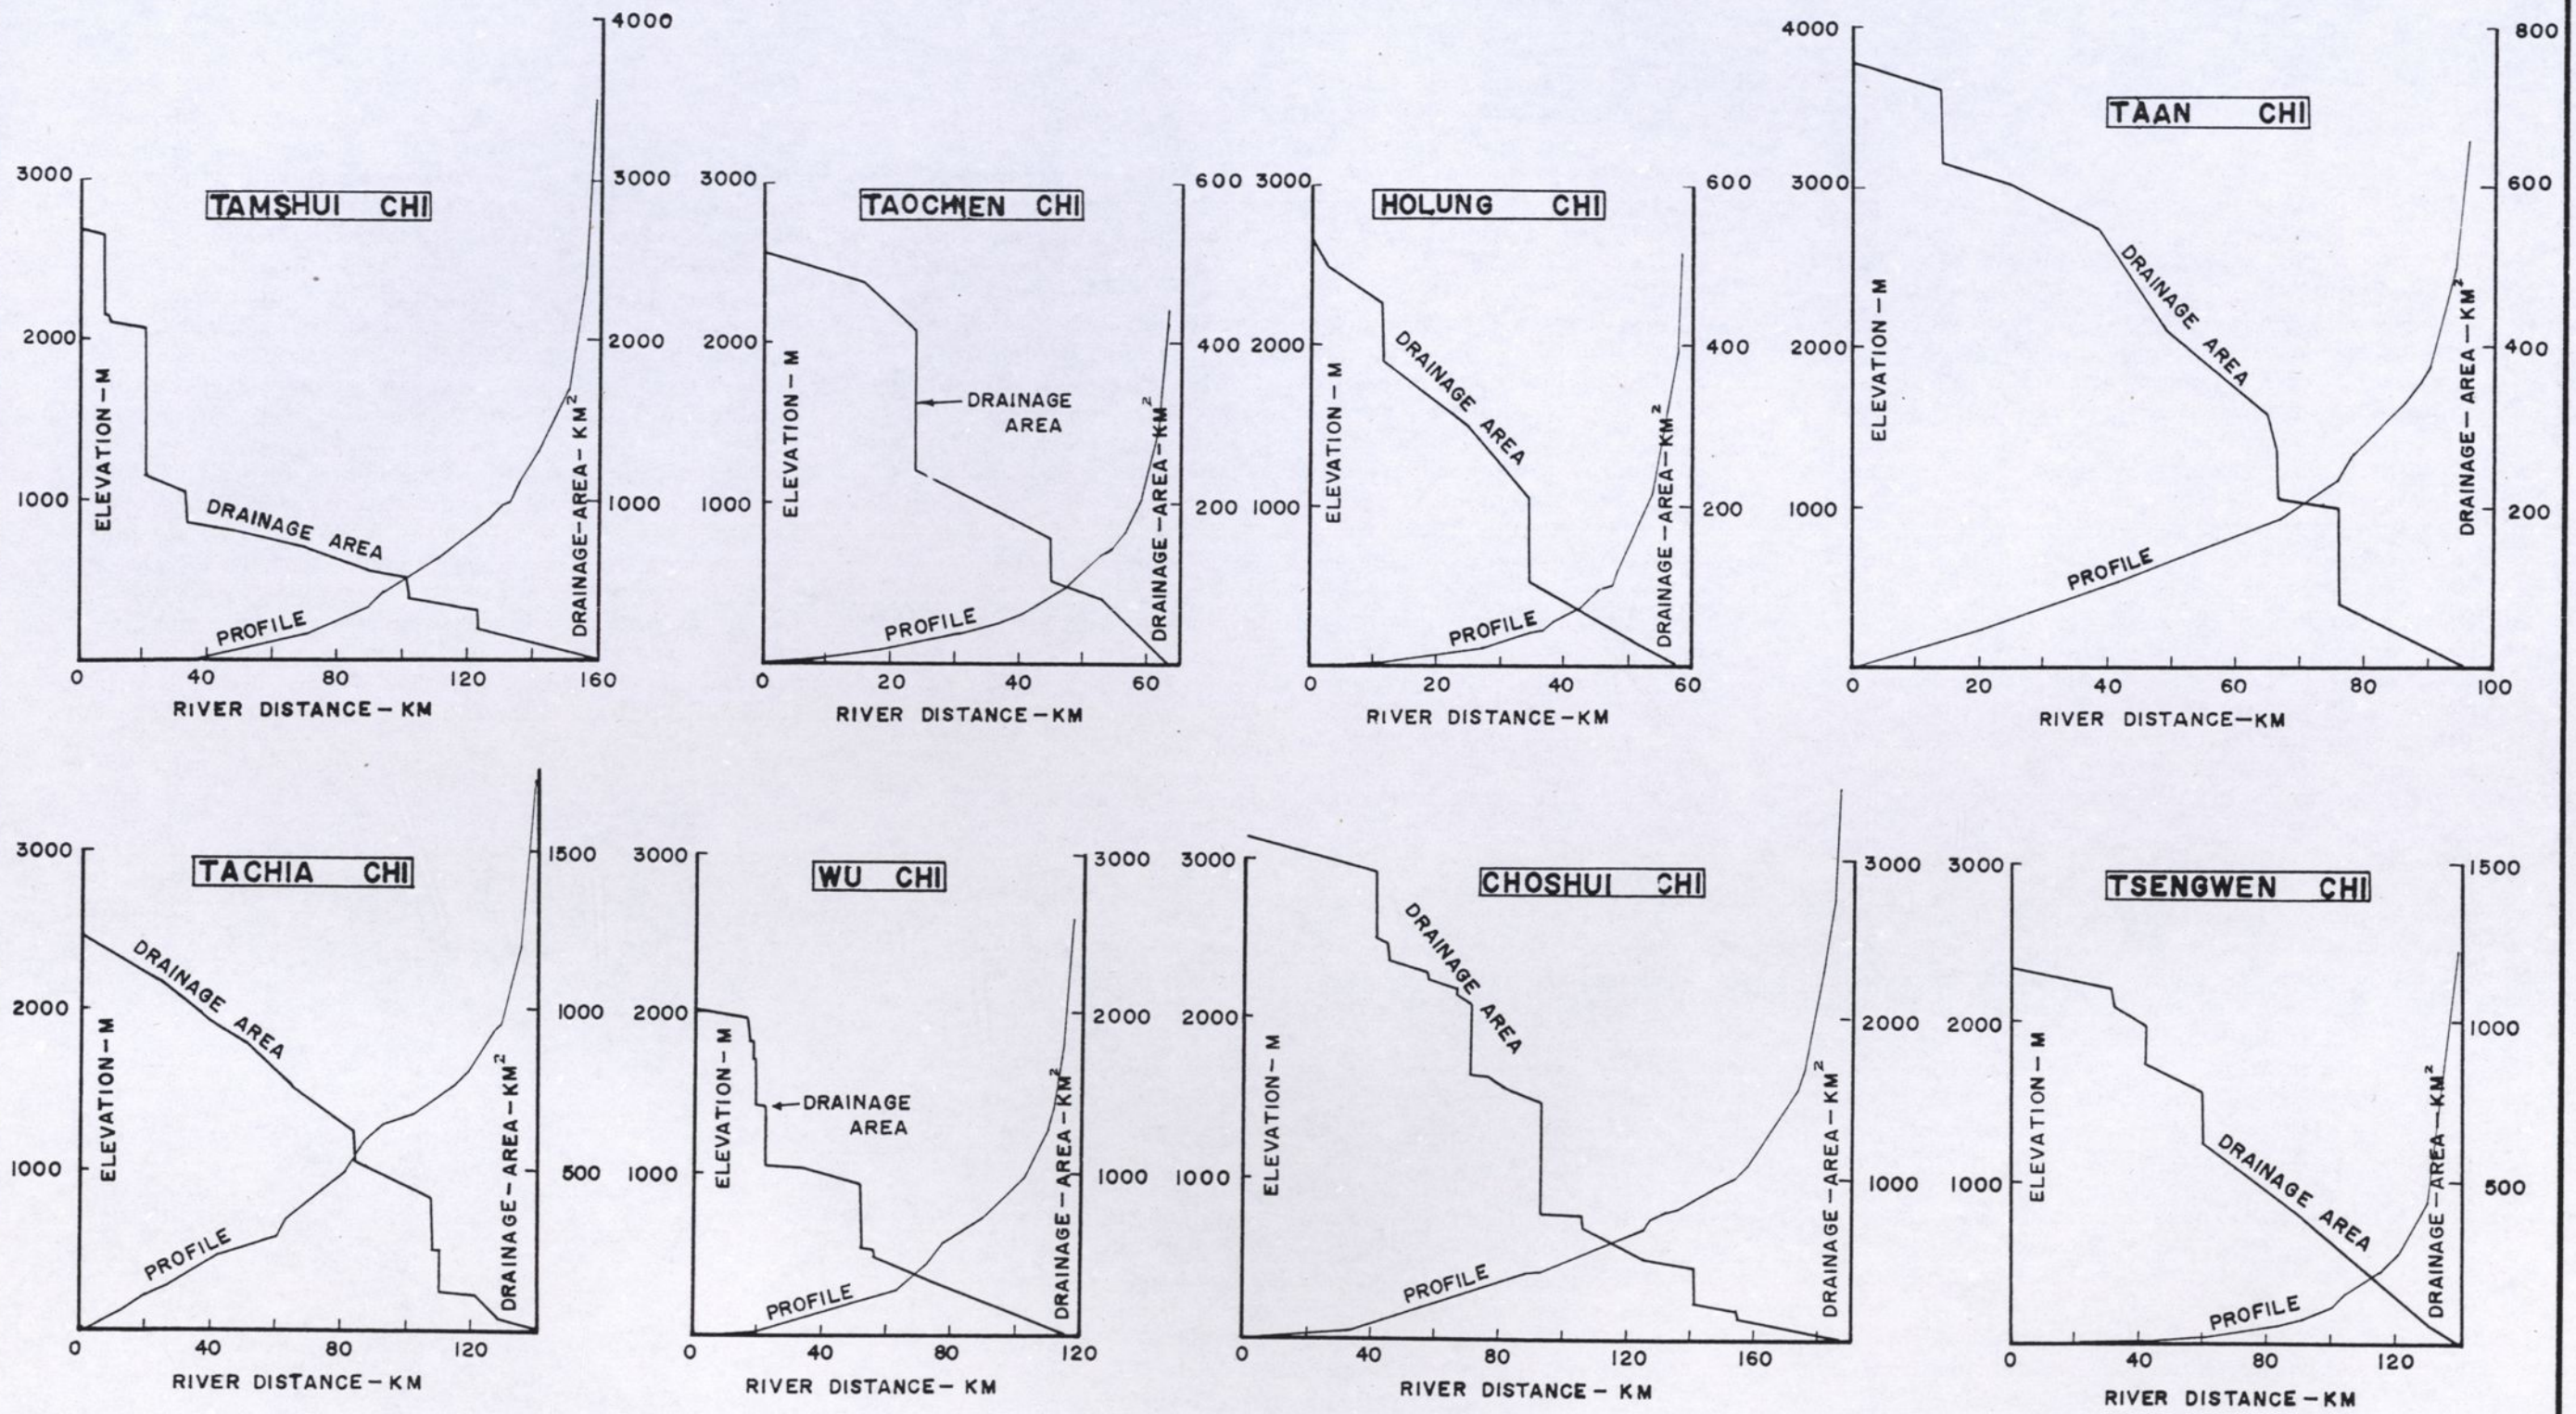 TAMSHUI CHI
3000
2000
1000
ELEVATION-M
4000
3000
2000
1000
DRAINAGE-AREA-KM²
DRAINAGE AREA
PROFILE
0 40 80 120 160
RIVER DISTANCE-KM
TAOCHIEN CHI
3000
2000
1000
ELEVATION-M
600
400
200
DRAINAGE-AREA-KM²
DRAINAGE
AREA
PROFILE
0 20 40 60
RIVER DISTANCE-KM
HOLUNG CHI
3000
2000
1000
ELEVATION-M
600
400
200
DRAINAGE-AREA-KM²
DRAINAGE AREA
PROFILE
0 20 40 60
RIVER DISTANCE-KM
TAAN CHI
4000
3000
2000
1000
ELEVATION-M
800
600
400
200
DRAINAGE-AREA-KM²
DRAINAGE AREA
PROFILE
0 20 40 60 80 100
RIVER DISTANCE-KM
TACHIA CHI
3000
2000
1000
ELEVATION-M
1500
1000
500
DRAINAGE-AREA-KM²
DRAINAGE AREA
PROFILE
0 40 80 120
RIVER DISTANCE-KM
WU CHI
3000
2000
1000
ELEVATION-M
3000
2000
1000
DRAINAGE-AREA-KM²
DRAINAGE
AREA
PROFILE
0 40 80 120
RIVER DISTANCE-KM
CHOSHUI CHI
3000
2000
1000
ELEVATION-M
3000
2000
1000
DRAINAGE-AREA-KM²
DRAINAGE AREA
PROFILE
0 40 80 120 160
RIVER DISTANCE-KM
TSENGWEN CHI
3000
2000
1000
ELEVATION-M
1500
1000
500
DRAINAGE-AREA-KM²
DRAINAGE AREA
PROFILE
0 40 80 120
RIVER DISTANCE-KM